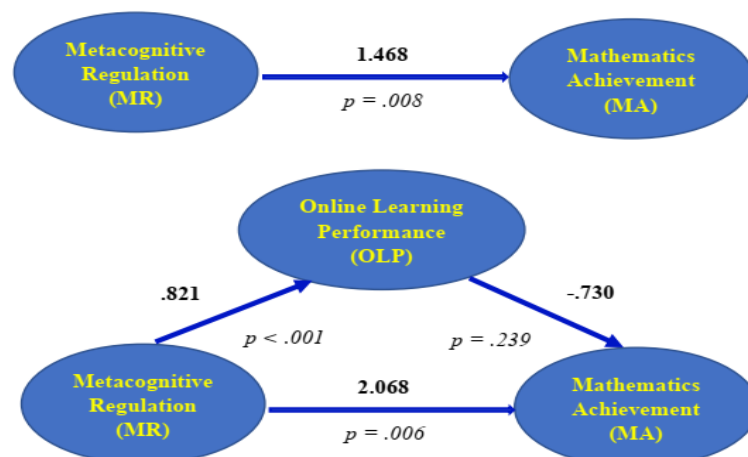 Metacognitive
Regulation
(MR)
1.468
p = .008
Mathematics
Achievement
(MA)
Online Learning
Performance
(OLP)
.821
-.730
p < .001
p = .239
Metacognitive
Regulation
(MR)
2.068
p = .006
Mathematics
Achievement
(MA)